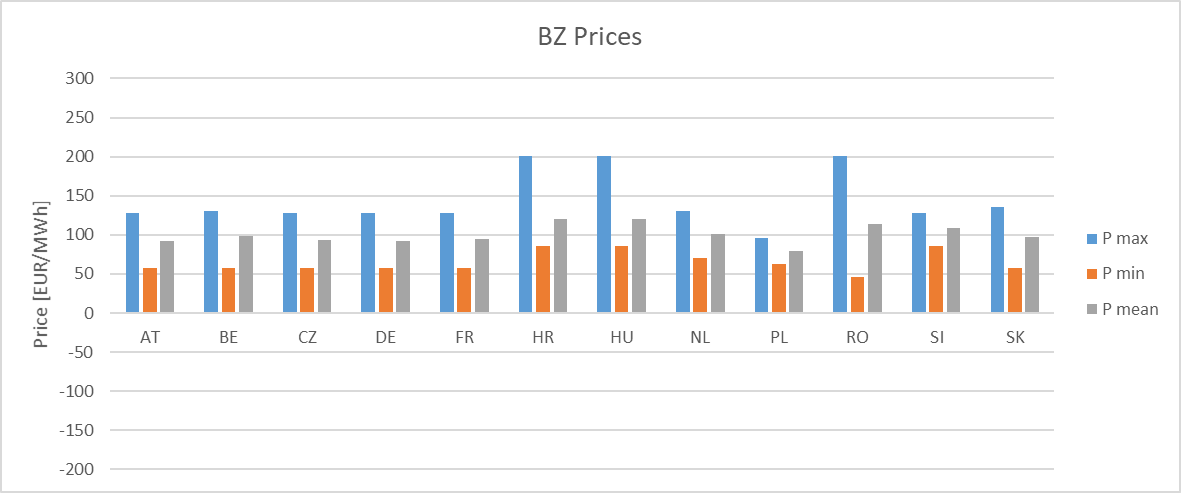 BZ Prices
Price [EUR/MWh]
300
250
200
150
100
50
0
-50
-100
-150
-200
AT BE CZ DE FR HR HU NL PL RO SI SK
P max
P min
P mean